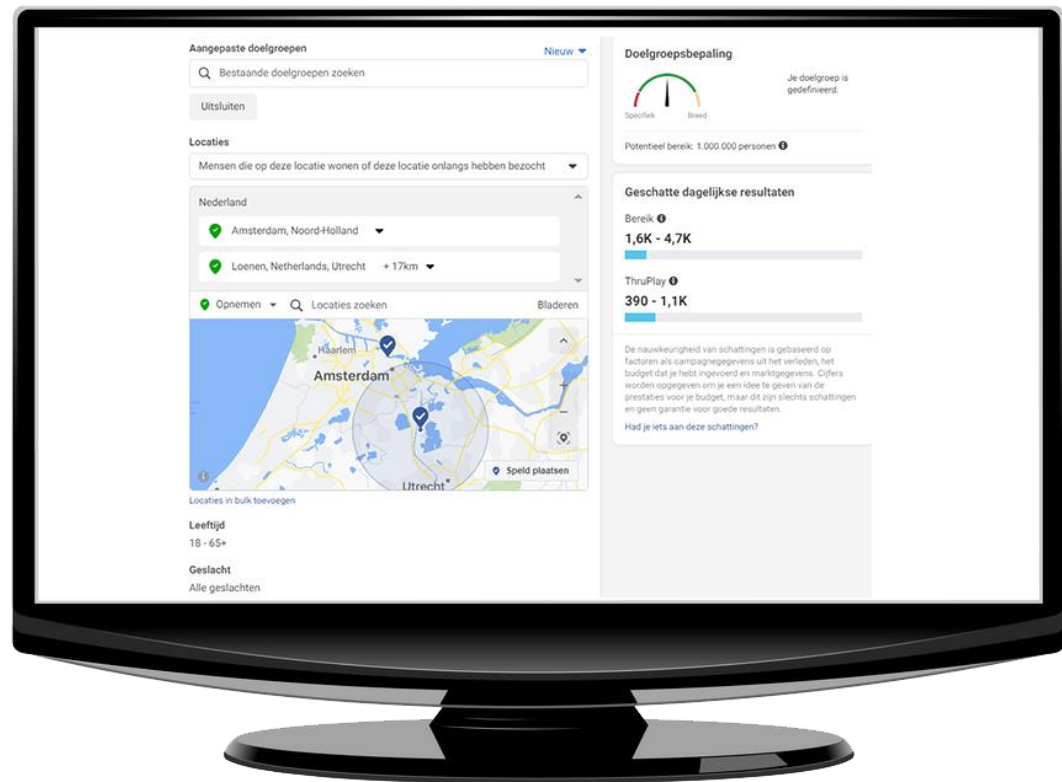 Aangepaste doelgroepen
Nieuw
Bestaande doelgroepen zoeken
Uitsluiten
Locaties
Mensen die op deze locatie wonen of deze locatie onlangs hebben bezocht
Nederland
Amsterdam, Noord-Holland
Loenen, Netherlands, Utrecht + 17km
Opnemen
Locaties zoeken
Bladeren
Haarlem
Amsterdam
Utrecht
Speld plaatsen
Locaties in bulk toevoegen
Leeftijd
18 - 65+
Geslacht
Alle geslachten
Doelgroepsbepaling
Je doelgroep is
gedefinieerd.
Specifiek
Breed
Potentieel bereik: 1.000.000 personen
Geschatte dagelijkse resultaten
Bereik
1,6K - 4,7K
ThruPlay
390 - 1,1K
De nauwkeurigheid van schattingen is gebaseerd op
factoren als campagnegegevens uit het verleden, het
budget dat je hebt ingevoerd en marktgegevens. Cijfers
worden opgegeven om je een idee te geven van de
prestaties voor je budget, maar dit zijn slechts schattingen
en geen garantie voor goede resultaten.
Had je iets aan deze schattingen?